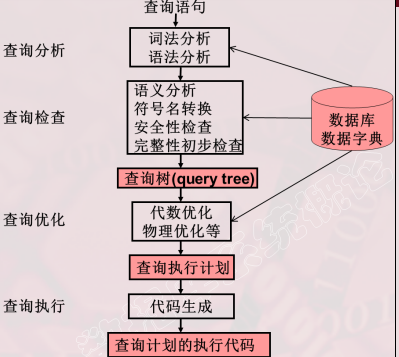 查询语句
查询分析
词法分析
语法分析
查询检查
语义分析
符号名转换
安全性检查
完整性初步检查
数据库
数据字典
查询树(query tree)
查询优化
代数优化
物理优化等
查询执行计划
查询执行
代码生成
查询计划的执行代码